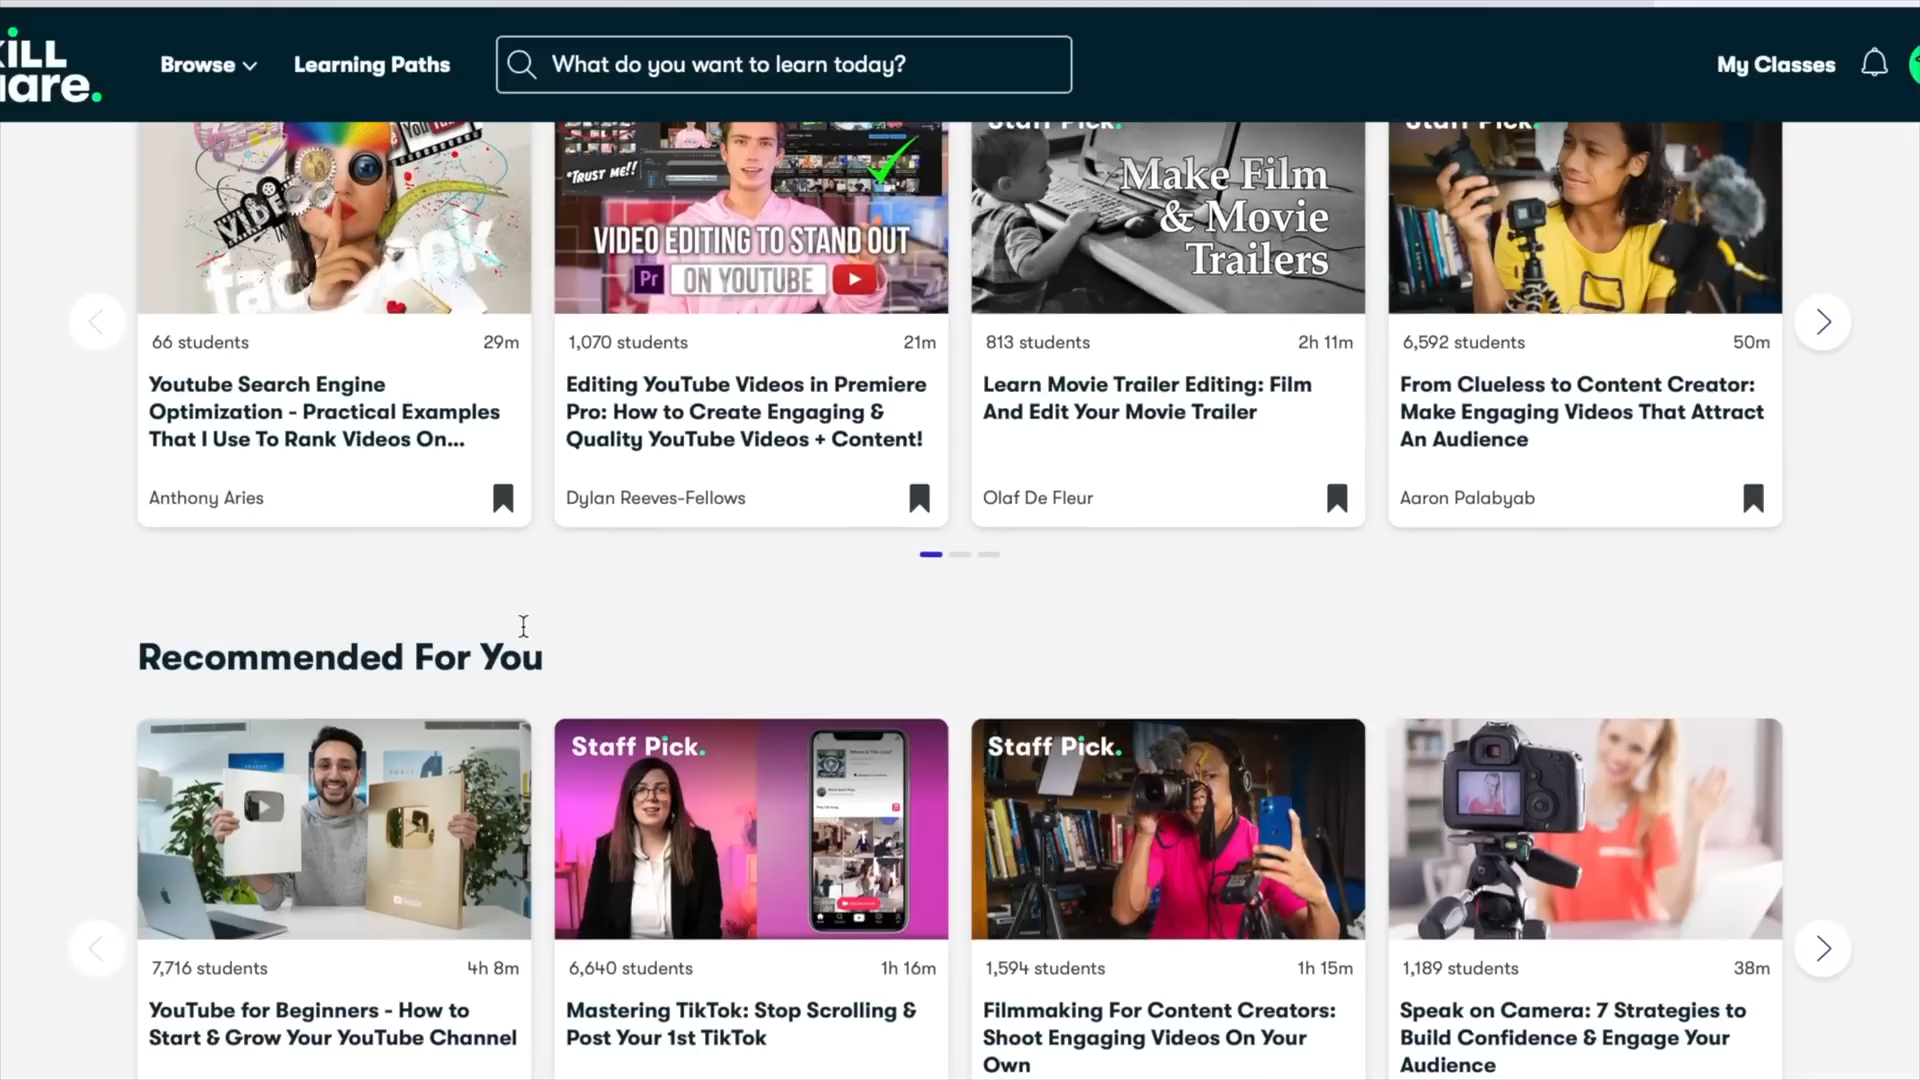 Browse
Learning Paths
What do you want to learn today?
My Classes
are.
You
VIDE
facebook
"TRUST ME!!
VIDEO EDITING TO STAND OUT
Pr ON YOUTUBE
Staff Pick.
Make Film
& Movie
Trailers
Staff Pick.
66 students 29m
Youtube Search Engine
Optimization - Practical Examples
That I Use To Rank Videos On...
Anthony Aries
1,070 students 21m
Editing YouTube Videos in Premiere
Pro: How to Create Engaging &
Quality YouTube Videos + Content!
Dylan Reeves-Fellows
813 students 2h 11m
Learn Movie Trailer Editing: Film
And Edit Your Movie Trailer
Olaf De Fleur
6,592 students 50m
From Clueless to Content Creator:
Make Engaging Videos That Attract
An Audience
Aaron Palabyab
Recommended For You
Staff Pick.
Staff Pick.
7,716 students 4h 8m
YouTube for Beginners - How to
Start & Grow Your YouTube Channel
6,640 students 1h 16m
Mastering TikTok: Stop Scrolling &
Post Your 1st TikTok
1,594 students 1h 15m
Filmmaking For Content Creators:
Shoot Engaging Videos On Your
Own
1,189 students 38m
Speak on Camera: 7 Strategies to
Build Confidence & Engage Your
Audience